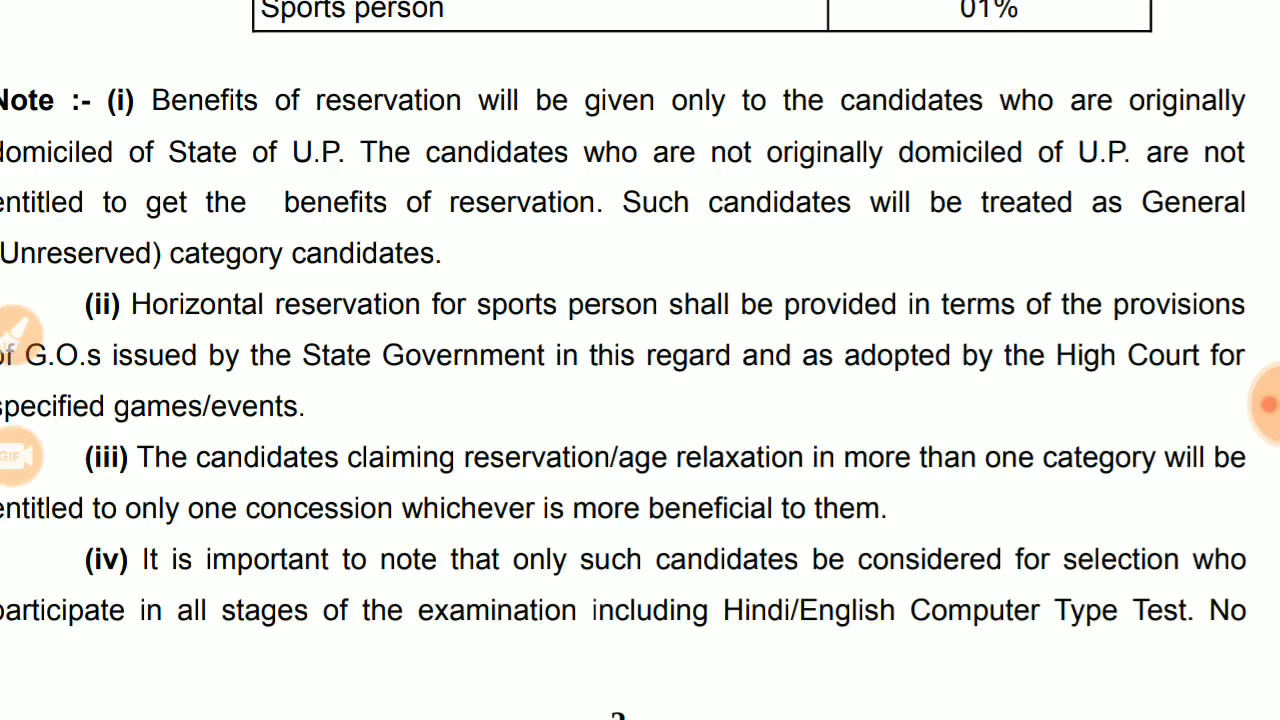 Sports person 01%
Note :- (i) Benefits of reservation will be given only to the candidates who are originally
domiciled of State of U.P. The candidates who are not originally domiciled of U.P. are not
entitled to get the benefits of reservation. Such candidates will be treated as General
(Unreserved) category candidates.
(ii) Horizontal reservation for sports person shall be provided in terms of the provisions
of G.O.s issued by the State Government in this regard and as adopted by the High Court for
specified games/events.
(iii) The candidates claiming reservation/age relaxation in more than one category will be
GIF
entitled to only one concession whichever is more beneficial to them.
(iv) It is important to note that only such candidates be considered for selection who
participate in all stages of the examination including Hindi/English Computer Type Test. No